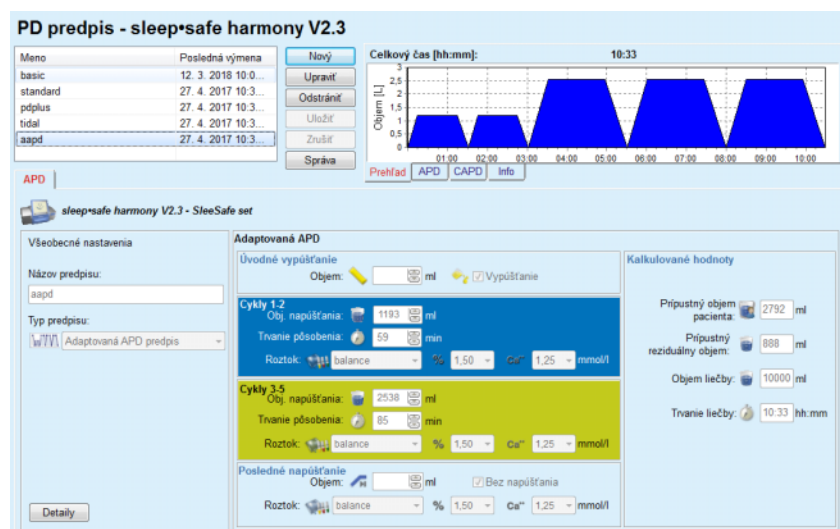 PD predpis - sleep•safe harmony V2.3
Meno Posledná výmena
basic 12. 3. 2018 10:0...
standard 27. 4. 2017 10:3...
pdplus 27. 4. 2017 10:3...
tidal 27. 4. 2017 10:3...
aapd 27. 4. 2017 10:3...
Nový
Upraviť
Odstrániť
Uložiť
Zrušiť
Správa
Celkový čas [hh:mm]: 10:33
Objem [L]
3
2,5
2
1,5
1
0,5
0
01:00 02:00 03:00 04:00 05:00 06:00 07:00 08:00 09:00 10:00
Prehľad APD CAPD Info
APD
sleep•safe harmony V2.3 - SleeSafe set
Všeobecné nastavenia
Názov predpisu:
aapd
Typ predpisu:
Adaptovaná APD predpis
Detaily
Adaptovaná APD
Úvodné vypúšťanie
Objem: ml Vypúšťanie
Cykly 1-2
Obj. napúšťania: 1193 ml
Trvanie pôsobenia: 59 min
Roztok: balance % 1,50 Ca++ 1,25 mmol/l
Cykly 3-5
Obj. napúšťania: 2538 ml
Trvanie pôsobenia: 85 min
Roztok: balance % 1,50 Ca++ 1,25 mmol/l
Posledné napúšťanie
Objem: ml Bez napúšťania
Roztok: balance % 1,50 Ca++ 1,25 mmol/l
Kalkulované hodnoty
Prípustný objem
pacienta: 2792 ml
Prípustný
reziduálny objem: 888 ml
Objem liečby: 10000 ml
Trvanie liečby: 10:33 hh:mm